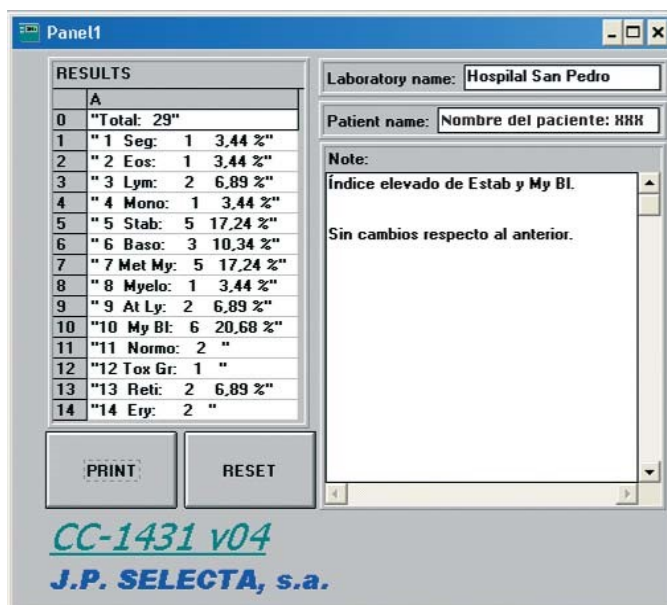 Panel1
RESULTS
A
0 "Total: 29"
1 " 1 Seg: 1 3,44 %"
2 " 2 Eos: 1 3,44 %"
3 " 3 Lym: 2 6,89 %"
4 " 4 Mono: 1 3,44 %"
5 " 5 Stab: 5 17,24 %"
6 " 6 Baso: 3 10,34 %"
7 " 7 Met My: 5 17,24 %"
8 " 8 Myelo: 1 3,44 %"
9 " 9 At Ly: 2 6,89 %"
10 "10 My Bl: 6 20,68 %"
11 "11 Normo: 2 "
12 "12 Tox Gr: 1 "
13 "13 Reti: 2 6,89 %"
14 "14 Ery: 2 "
PRINT
RESET
Laboratory name: Hospilal San Pedro
Patient name: Nombre del paciente: XXX
Note:
Índice elevado de Estab y My Bl.
Sin cambios respecto al anterior.
CC-1431 v04
J.P. SELECTA, s.a.